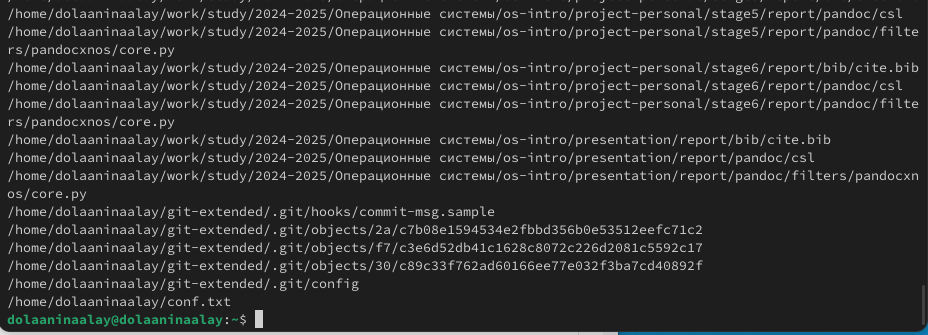 /home/dolaaninaalay/work/study/2024-2025/Операционные системы/os-intro/project-personal/stage5/report/pandoc/csl
/home/dolaaninaalay/work/study/2024-2025/Операционные системы/os-intro/project-personal/stage5/report/pandoc/filte
rs/pandocxnos/core.py
/home/dolaaninaalay/work/study/2024-2025/Операционные системы/os-intro/project-personal/stage6/report/bib/cite.bib
/home/dolaaninaalay/work/study/2024-2025/Операционные системы/os-intro/project-personal/stage6/report/pandoc/csl
/home/dolaaninaalay/work/study/2024-2025/Операционные системы/os-intro/project-personal/stage6/report/pandoc/filte
rs/pandocxnos/core.py
/home/dolaaninaalay/work/study/2024-2025/Операционные системы/os-intro/presentation/report/bib/cite.bib
/home/dolaaninaalay/work/study/2024-2025/Операционные системы/os-intro/presentation/report/pandoc/csl
/home/dolaaninaalay/work/study/2024-2025/Операционные системы/os-intro/presentation/report/pandoc/filters/pandocxn
os/core.py
/home/dolaaninaalay/git-extended/.git/hooks/commit-msg.sample
/home/dolaaninaalay/git-extended/.git/objects/2a/c7b08e1594534e2fbbd356b0e53512eefc71c2
/home/dolaaninaalay/git-extended/.git/objects/f7/c3e6d52db41c1628c8072c226d2081c5592c17
/home/dolaaninaalay/git-extended/.git/objects/30/c89c33f762ad60166ee77e032f3ba7cd40892f
/home/dolaaninaalay/git-extended/.git/config
/home/dolaaninaalay/conf.txt
dolaaninaalay@dolaaninaalay:~$